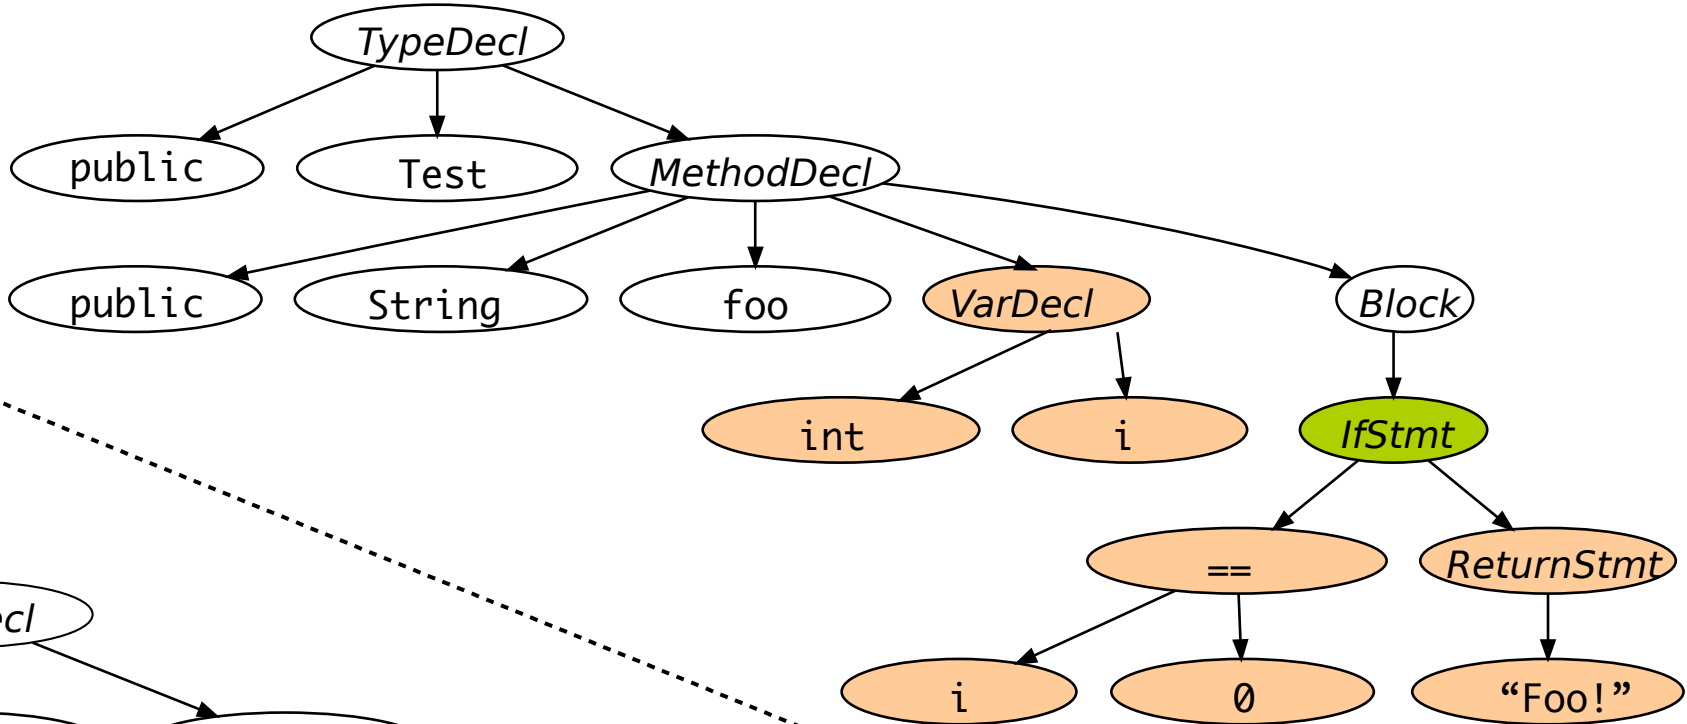 TypeDecl
public
Test
MethodDecl
public
String
foo
VarDecl
Block
int
i
IfStmt
==
ReturnStmt
i
0
“Foo!”